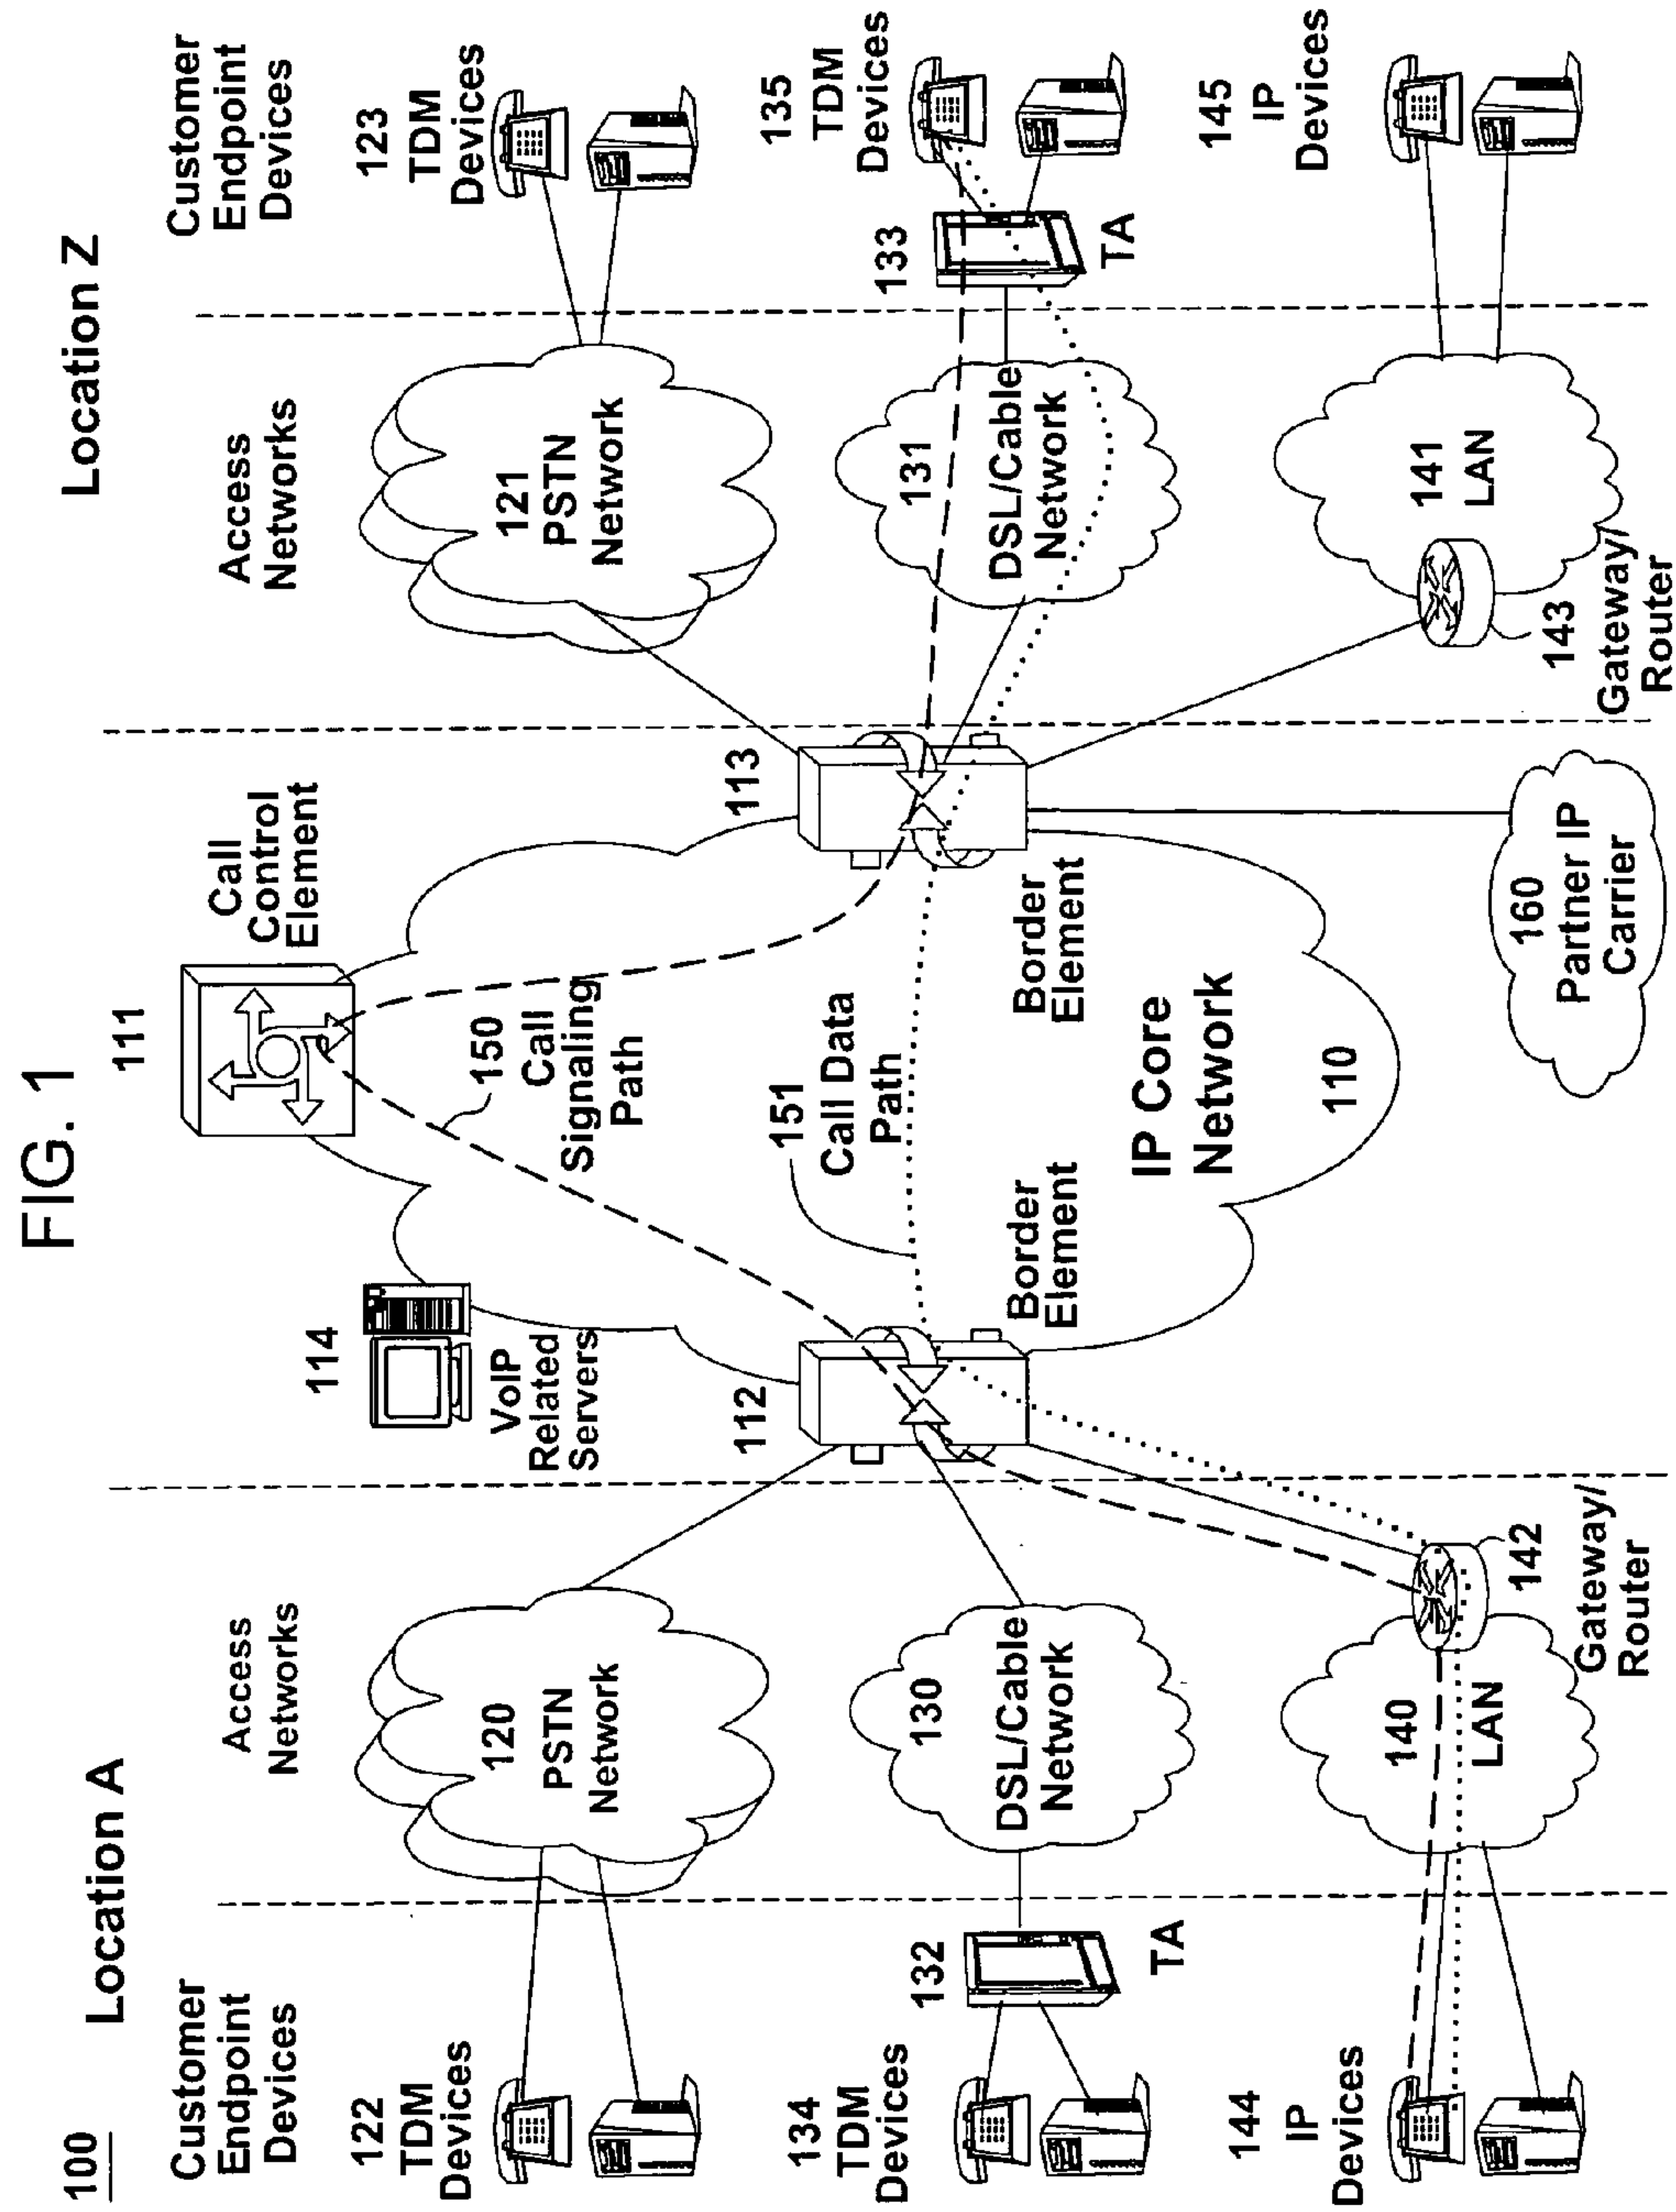 FIG. 1
100
Location A
Location Z
Customer
Endpoint
Devices
Access
Networks
111
Call
Control
Element
Access
Networks
Customer
Endpoint
Devices
114
VoIP
Related
Servers
122
TDM
Devices
120
PSTN
Network
150
Call
Signaling
Path
121
PSTN
Network
123
TDM
Devices
112
113
151
Call Data
Path
134
TDM
Devices
132
TA
130
DSL/Cable
Network
Border
Element
Border
Element
131
DSL/Cable
Network
133
TA
135
TDM
Devices
IP Core
Network
110
144
IP
Devices
140
LAN
142
Gateway/
Router
160
Partner IP
Carrier
143
Gateway/
Router
141
LAN
145
IP
Devices